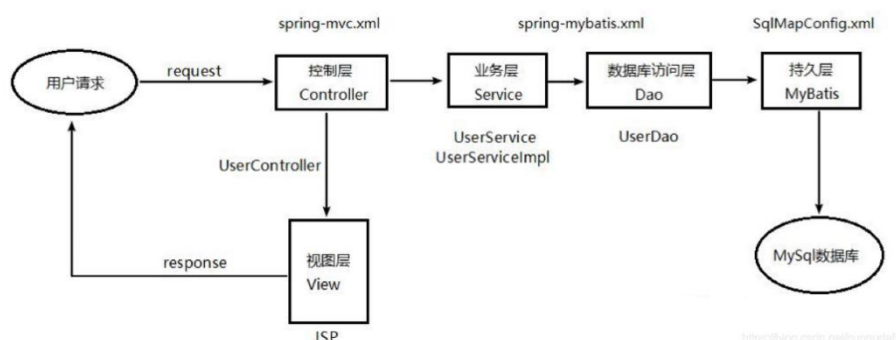 spring-mvc.xml
spring-mybatis.xml
SqlMapConfig.xml
用户请求
request
控制层
Controller
业务层
Service
数据库访问层
Dao
持久层
MyBatis
UserService
UserServiceImpl
UserDao
UserController
response
视图层
View
MySql数据库
JSP